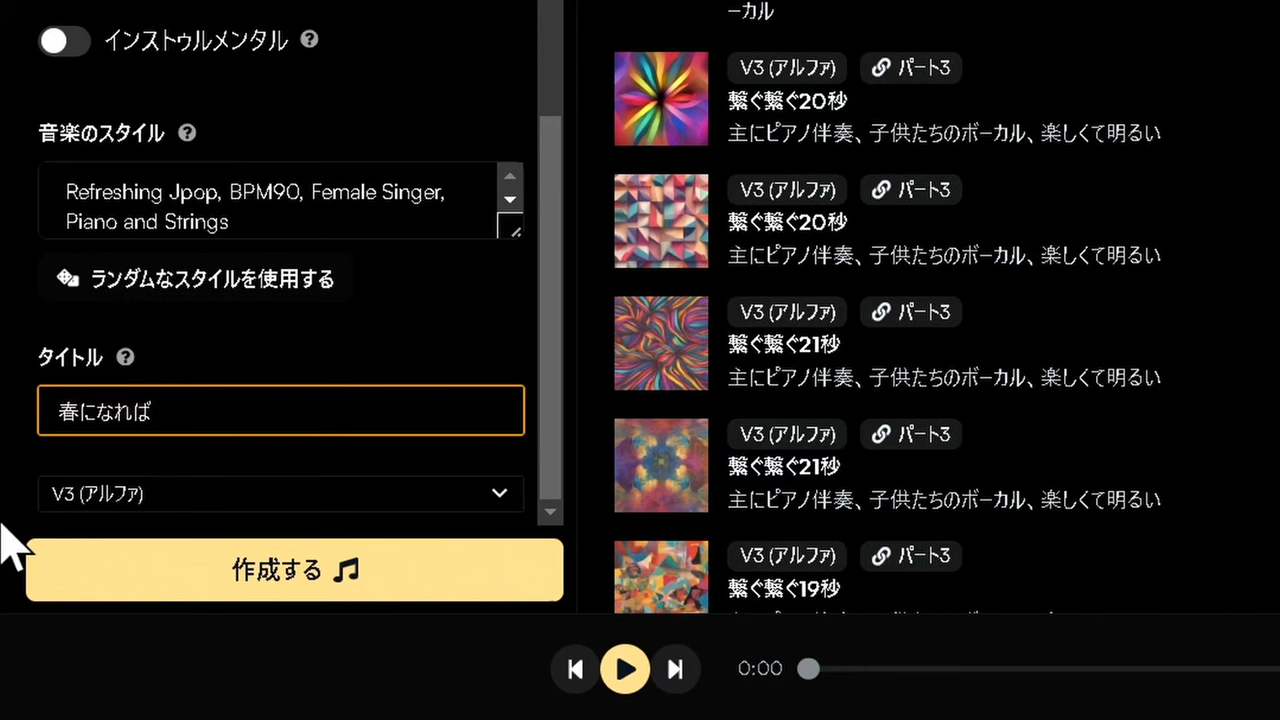 インストゥルメンタル
音楽のスタイル
Refreshing Jpop, BPM90, Female Singer,
Piano and Strings
ランダムなスタイルを使用する
タイトル
春になれば
V3 (アルファ)
作成する
ーカル
V3 (アルファ) パート3
繋ぐ繋ぐ20秒
主にピアノ伴奏、子供たちのボーカル、楽しくて明るい
V3 (アルファ) パート3
繋ぐ繋ぐ20秒
主にピアノ伴奏、子供たちのボーカル、楽しくて明るい
V3 (アルファ) パート3
繋ぐ繋ぐ21秒
主にピアノ伴奏、子供たちのボーカル、楽しくて明るい
V3 (アルファ) パート3
繋ぐ繋ぐ21秒
主にピアノ伴奏、子供たちのボーカル、楽しくて明るい
V3 (アルファ) パート3
繋ぐ繋ぐ19秒
0:00